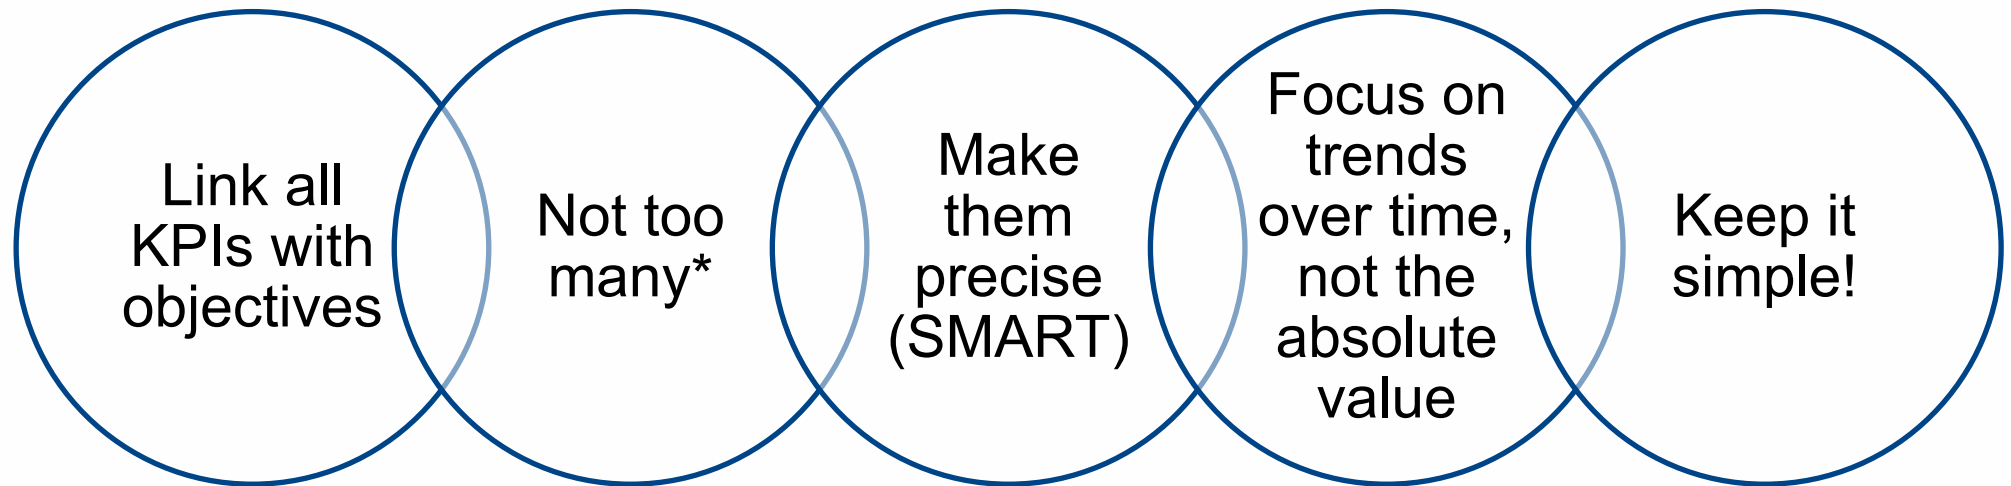 Link all
KPIs with
objectives
Not too
many*
Make
them
precise
(SMART)
Focus on
trends
over time,
not the
absolute
value
Keep it
simple!